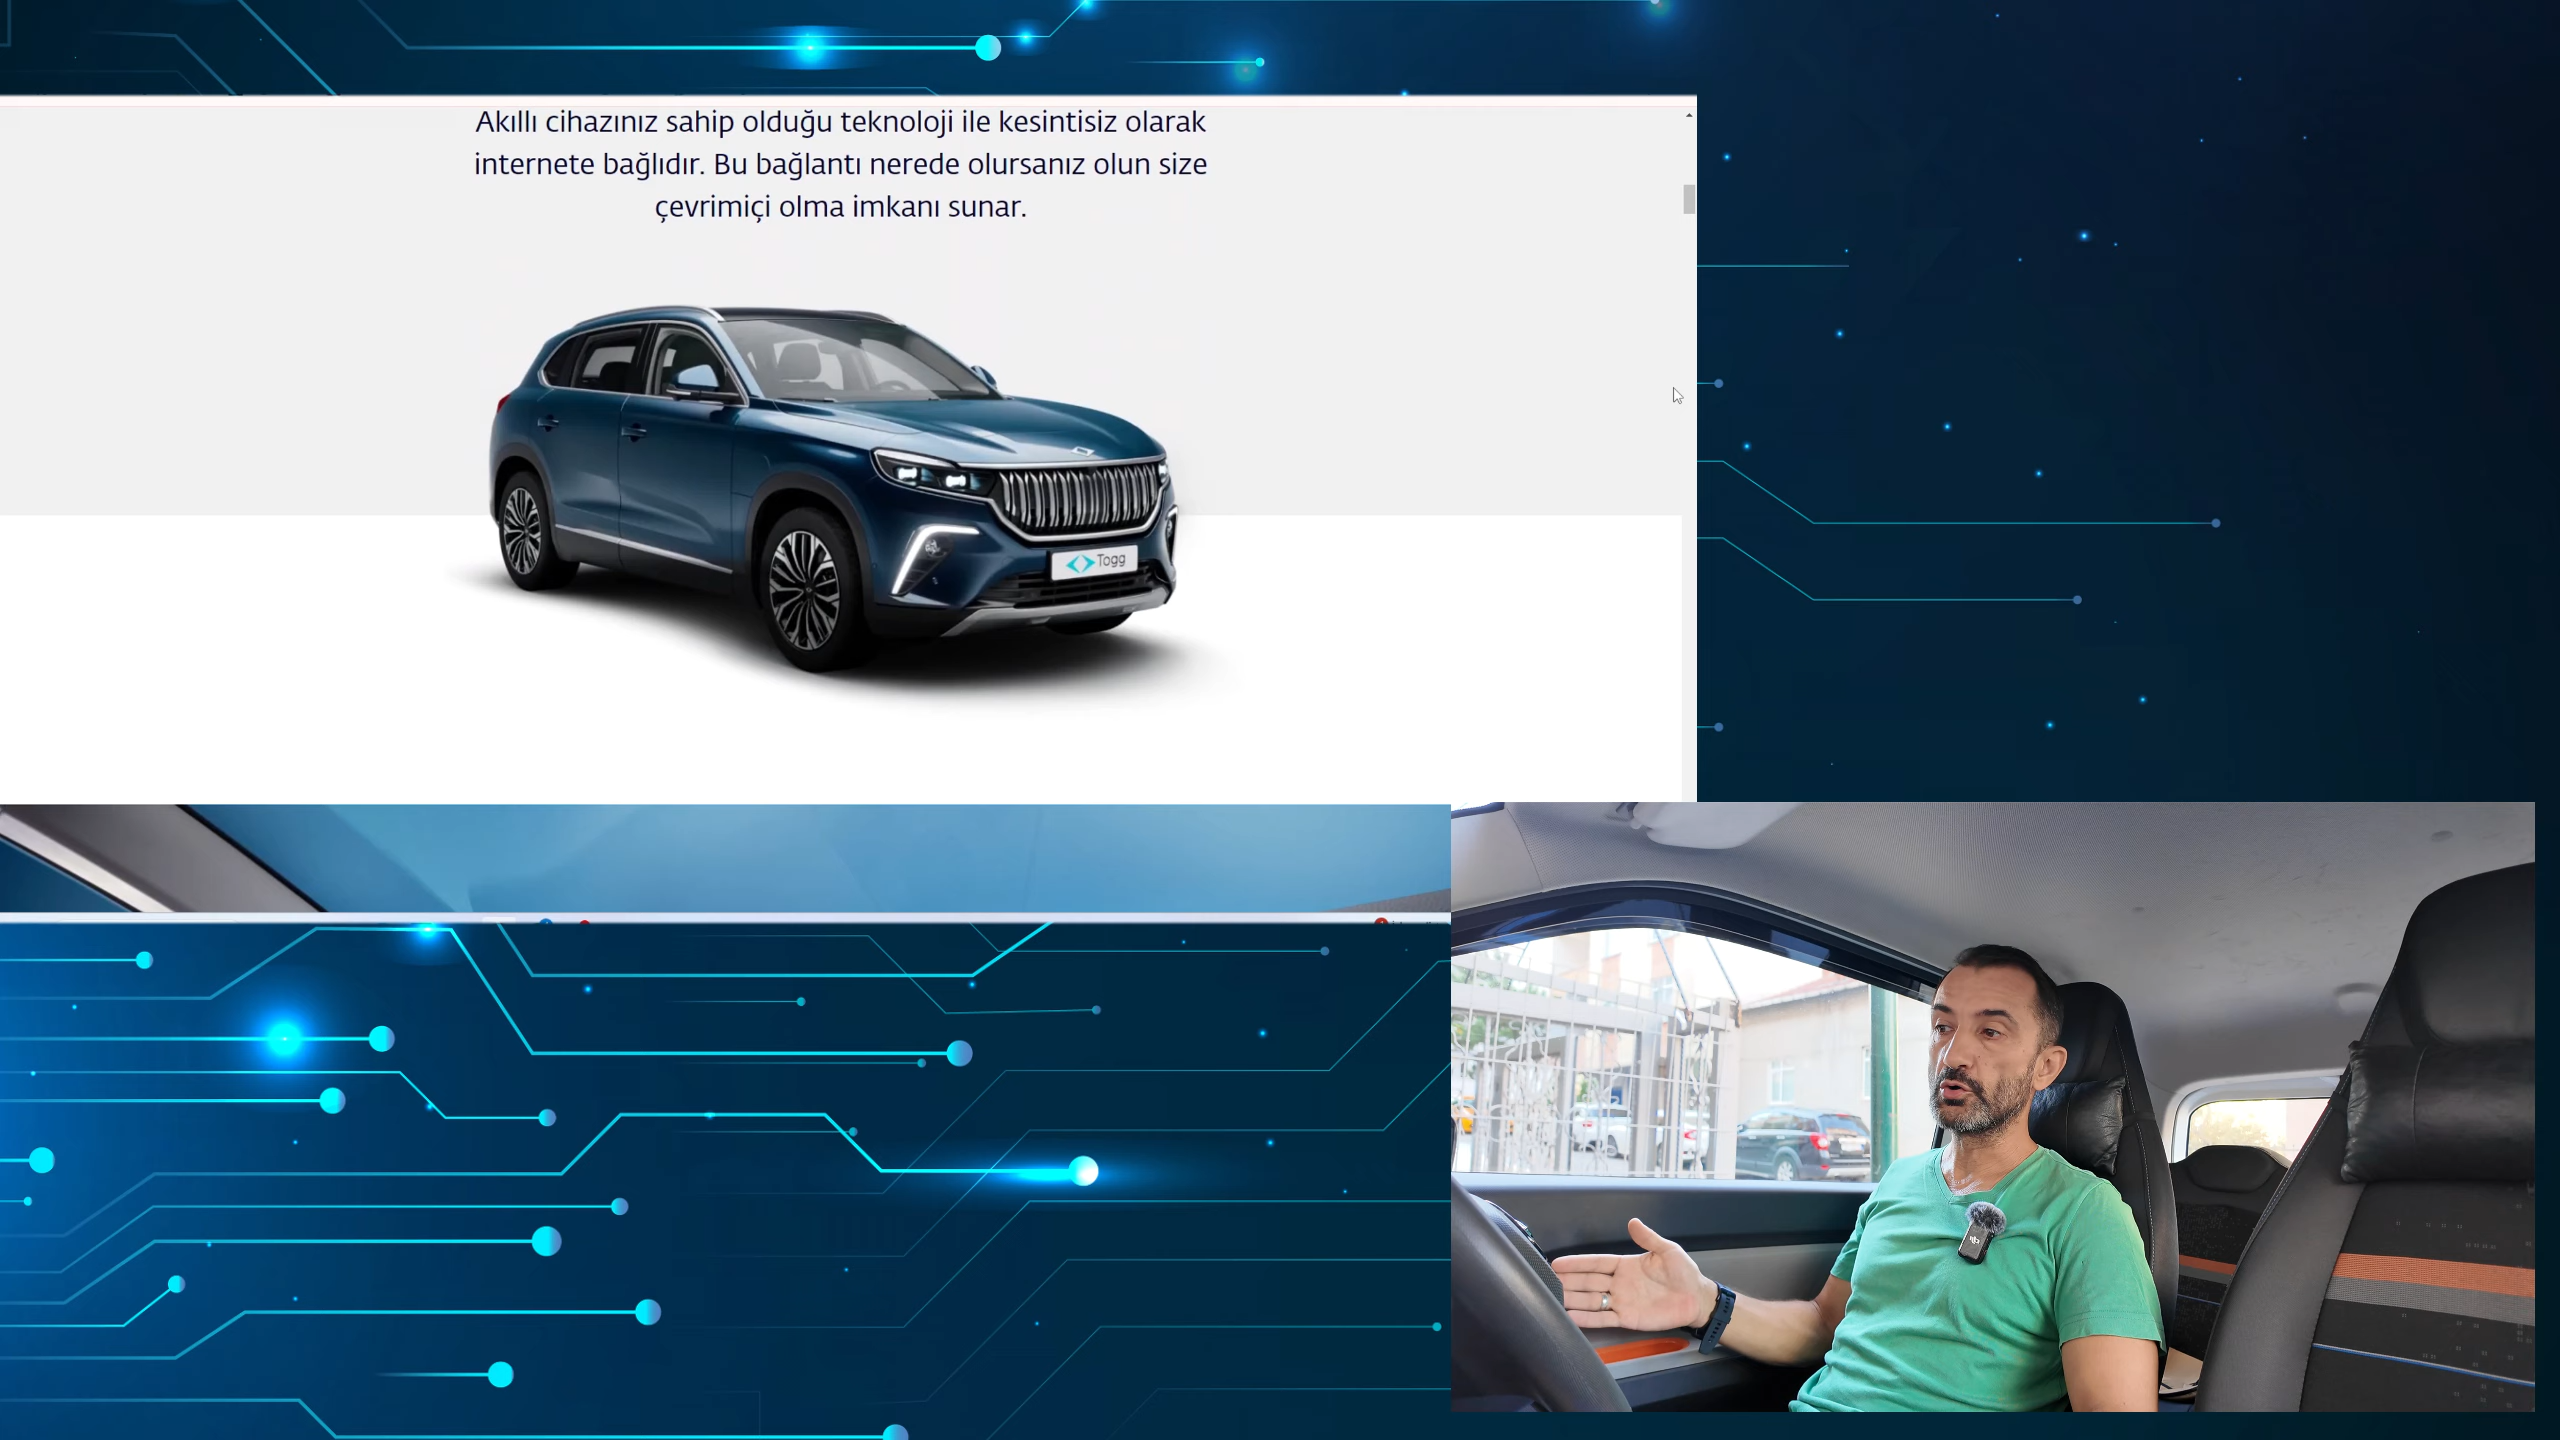 Akıllı cihazınız sahip olduğu teknoloji ile kesintisiz olarak
internete bağlıdır. Bu bağlantı nerede olursanız olun size
çevrimiçi olma imkanı sunar.
Togg